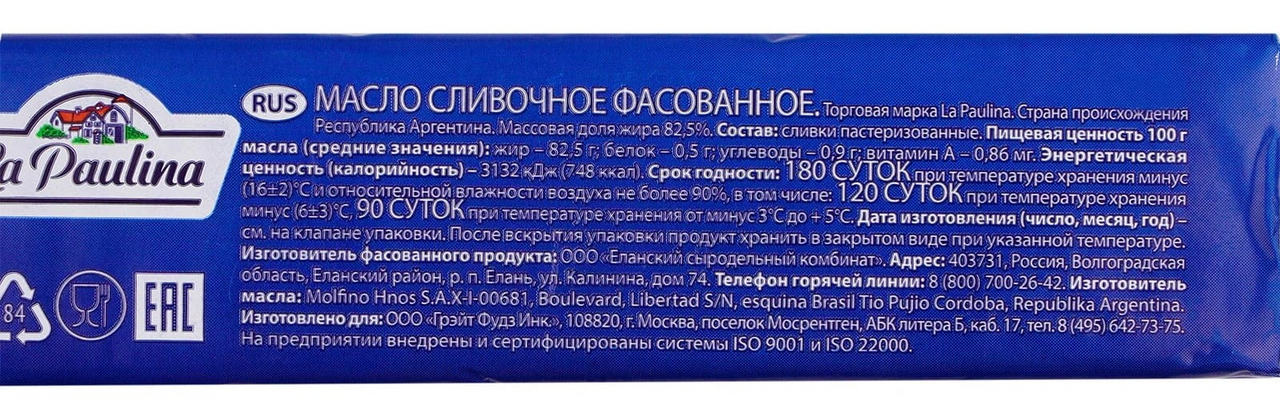 La Paulina
RUS
МАСЛО СЛИВОЧНОЕ ФАСОВАННОЕ. Торговая марка La Paulina. Страна происхождения
Республика Аргентина. Массовая доля жира 82,5%. Состав: сливки пастеризованные. Пищевая ценность 100 г
масла (средние значения): жир – 82,5 г; белок – 0,5 г; углеводы – 0,9 г; витамин А – 0,86 мг. Энергетическая
ценность (калорийность) – 3132 кДж (748 ккал). Срок годности: 180 СУТОК при температуре хранения минус
(16±2)°С и относительной влажности воздуха не более 90%, в том числе: 120 СУТОК при температуре хранения
минус (6±3)°С, 90 СУТОК при температуре хранения от минус 3°С до + 5°С. Дата изготовления (число, месяц, год) –
см. на клапане упаковки. После вскрытия упаковки продукт хранить в закрытом виде при указанной температуре.
Изготовитель фасованного продукта: ООО «Еланский сыродельный комбинат». Адрес: 403731, Россия, Волгоградская
область, Еланский район, р. п. Елань, ул. Калинина, дом 74. Телефон горячей линии: 8 (800) 700-26-42. Изготовитель
масла: Molfino Hnos S.A.X-I-00681, Boulevard, Libertad S/N, esquina Brasil Tio Pujio Cordoba, Republika Argentina.
Изготовлено для: ООО «Грэйт Фудз Инк.», 108820, г. Москва, поселок Мосрентген, АБК литера Б, каб. 17, тел. 8 (495) 642-73-75.
На предприятии внедрены и сертифицированы системы ISO 9001 и ISO 22000.
84
EAC